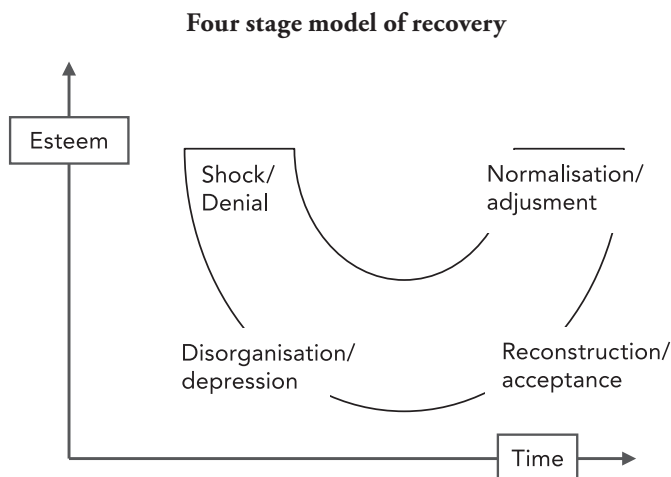 Four stage model of recovery
Esteem
Shock/
Denial
Normalisation/
adjusment
Disorganisation/
depression
Reconstruction/
acceptance
Time